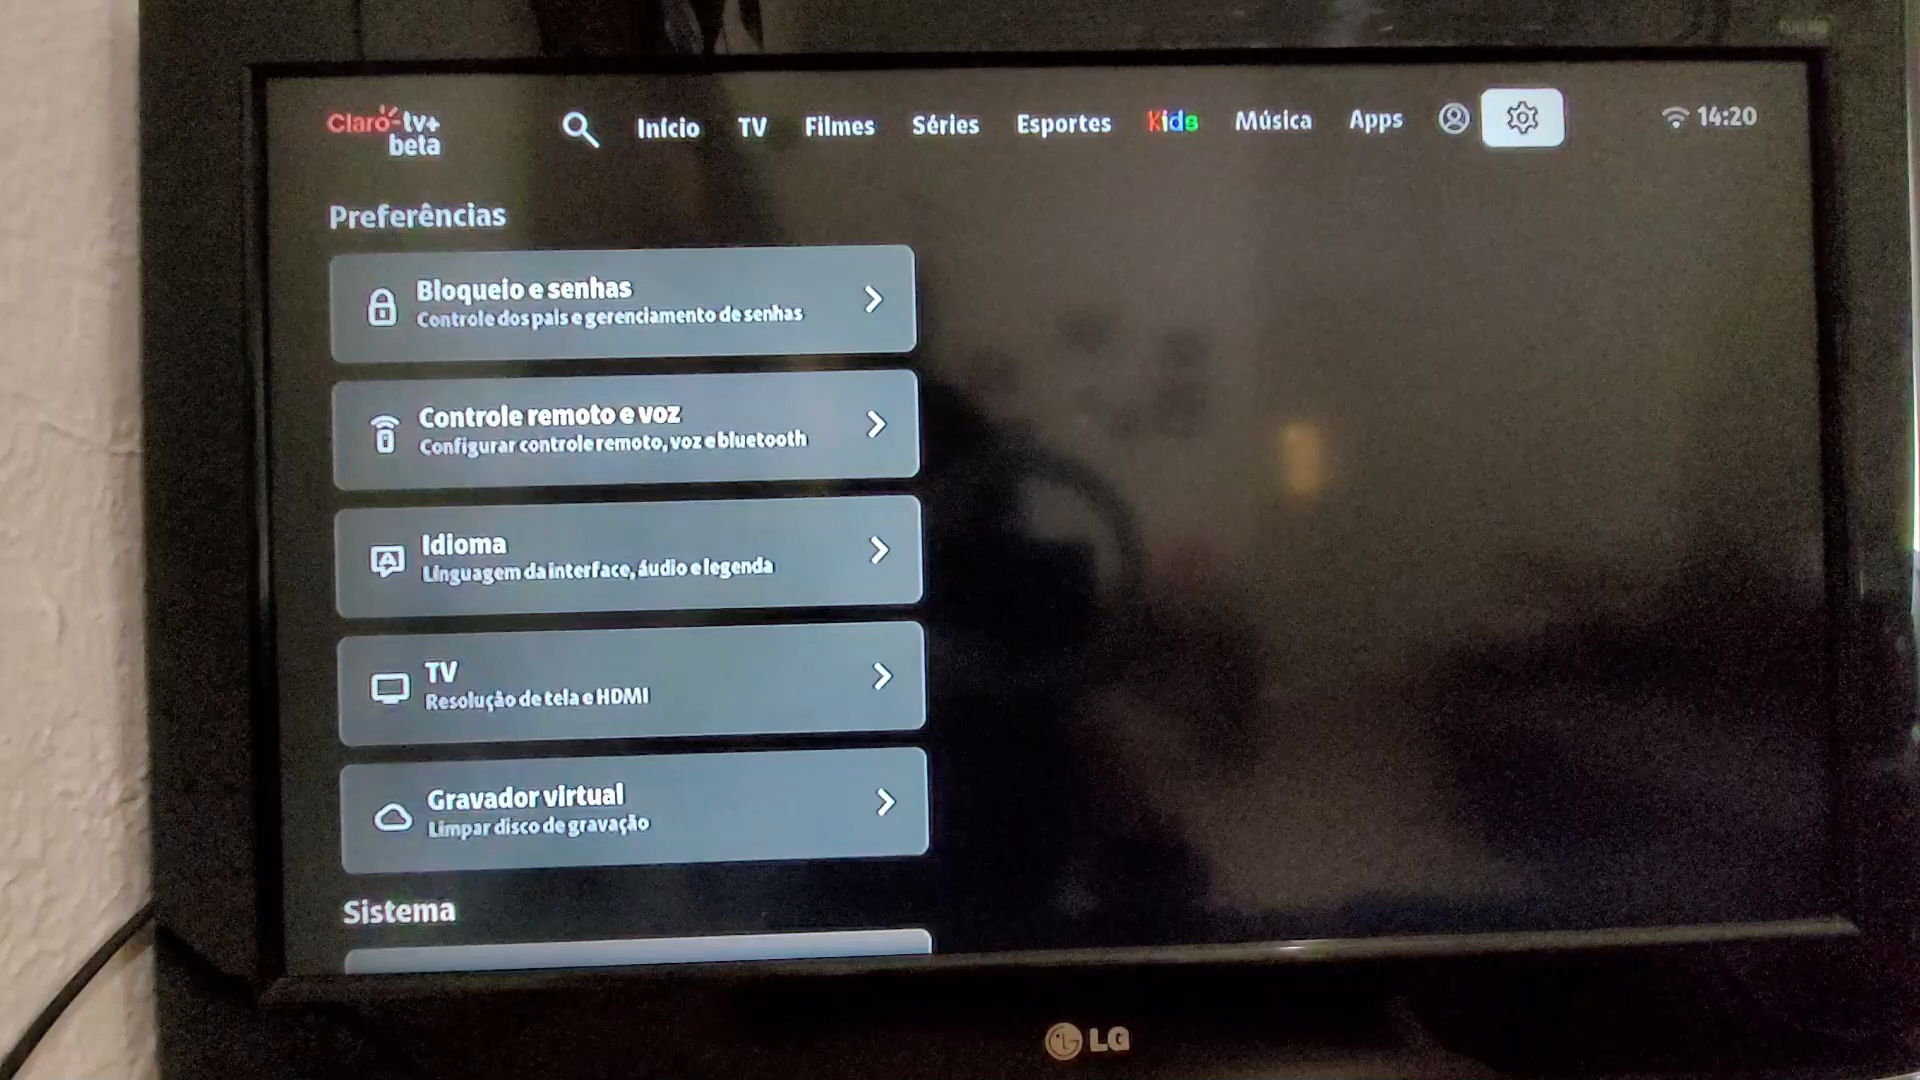 Claro-tv+
beta
Início TV Filmes Séries Esportes Kids Música Apps 14:20
Preferências
Bloqueio e senhas
Controle dos pais e gerenciamento de senhas
Controle remoto e voz
Configurar controle remoto, voz e bluetooth
Idioma
Linguagem da interface, áudio e legenda
TV
Resolução de tela e HDMI
Gravador virtual
Limpar disco de gravação
Sistema
LG